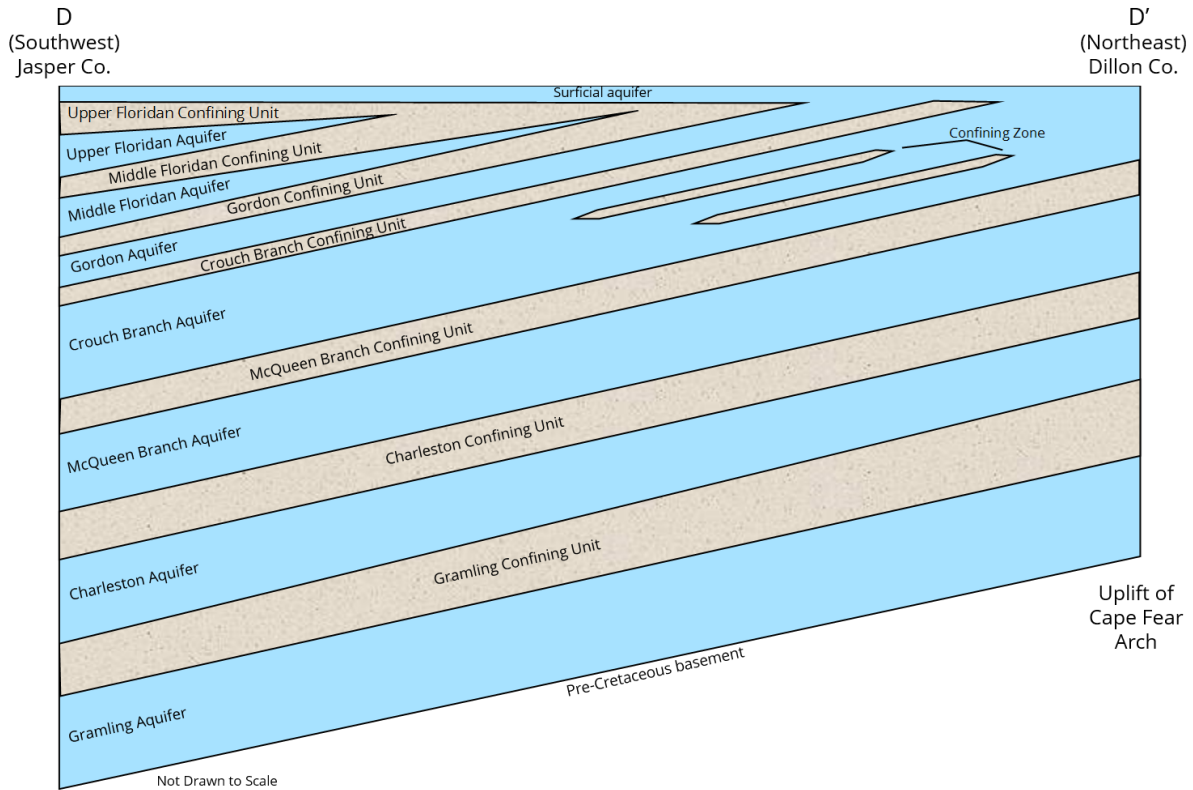 D
(Southwest)
Jasper Co.
D’
(Northeast)
Dillon Co.
Surficial aquifer
Upper Floridan Confining Unit
Confining Zone
Upper Floridan Aquifer
Middle Floridan Confining Unit
Middle Floridan Aquifer
Gordon Confining Unit
Gordon Aquifer
Crouch Branch Confining Unit
Crouch Branch Aquifer
McQueen Branch Confining Unit
McQueen Branch Aquifer
Charleston Confining Unit
Charleston Aquifer
Gramling Confining Unit
Gramling Aquifer
Uplift of
Cape Fear
Arch
Pre-Cretaceous basement
Not Drawn to Scale